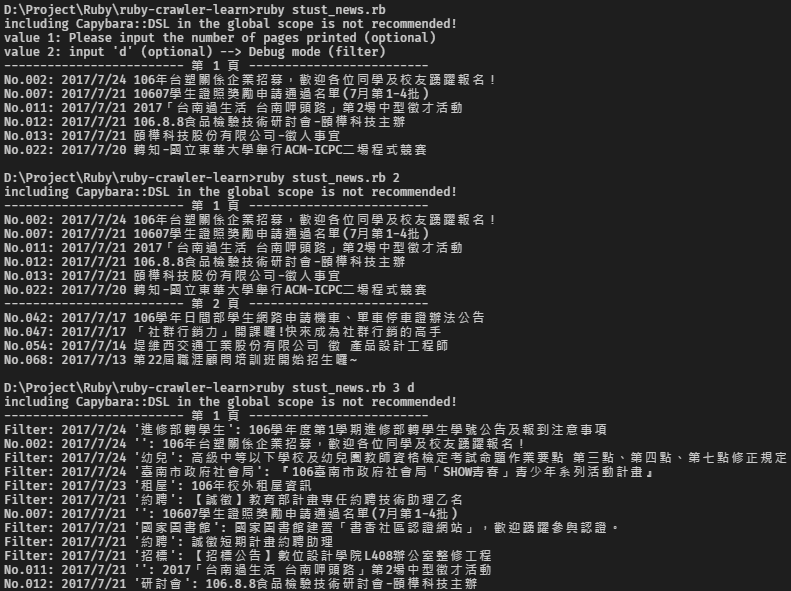 D:\Project\Ruby\ruby-crawler-learn>ruby stust_news.rb
including Capybara::DSL in the global scope is not recommended!
value 1: Please input the number of pages printed (optional)
value 2: input 'd' (optional) --> Debug mode (filter)
------------------------- 第 1 頁 -------------------------
No.002: 2017/7/24 106年台塑關係企業招募，歡迎各位同學及校友踴躍報名！
No.007: 2017/7/21 10607學生證照獎勵申請通過名單(7月第1-4批)
No.011: 2017/7/21 2017「台南過生活 台南呷頭路」第2場中型徵才活動
No.012: 2017/7/21 106.8.8食品檢驗技術研討會-頤樺科技主辦
No.013: 2017/7/21 頤樺科技股份有限公司-徵人事宜
No.022: 2017/7/20 轉知-國立東華大學舉行ACM-ICPC二場程式競賽
D:\Project\Ruby\ruby-crawler-learn>ruby stust_news.rb 2
including Capybara::DSL in the global scope is not recommended!
------------------------- 第 1 頁 -------------------------
No.002: 2017/7/24 106年台塑關係企業招募，歡迎各位同學及校友踴躍報名！
No.007: 2017/7/21 10607學生證照獎勵申請通過名單(7月第1-4批)
No.011: 2017/7/21 2017「台南過生活 台南呷頭路」第2場中型徵才活動
No.012: 2017/7/21 106.8.8食品檢驗技術研討會-頤樺科技主辦
No.013: 2017/7/21 頤樺科技股份有限公司-徵人事宜
No.022: 2017/7/20 轉知-國立東華大學舉行ACM-ICPC二場程式競賽
------------------------- 第 2 頁 -------------------------
No.042: 2017/7/17 106學年日間部學生網路申請機車、單車停車證辦法公告
No.047: 2017/7/17 「社群行銷力」開課囉!快來成為社群行銷的高手
No.054: 2017/7/14 堤維西交通工業股份有限公司 徵 產品設計工程師
No.068: 2017/7/13 第22屆職涯顧問培訓班開始招生囉~
D:\Project\Ruby\ruby-crawler-learn>ruby stust_news.rb 3 d
including Capybara::DSL in the global scope is not recommended!
------------------------- 第 1 頁 -------------------------
Filter: 2017/7/24 '進修部轉學生': 106學年度第1學期進修部轉學生學號公告及報到注意事項
No.002: 2017/7/24 '': 106年台塑關係企業招募，歡迎各位同學及校友踴躍報名！
Filter: 2017/7/24 '幼兒': 高級中等以下學校及幼兒園教師資格檢定考試命題作業要點 第三點、第四點、第七點修正規定
Filter: 2017/7/24 '臺南市政府社會局': 『106臺南市政府社會局「SHOW青春」青少年系列活動計畫』
Filter: 2017/7/23 '租屋': 106年校外租屋資訊
Filter: 2017/7/21 '約聘': 【誠徵】教育部計畫專任約聘技術助理乙名
No.007: 2017/7/21 '': 10607學生證照獎勵申請通過名單(7月第1-4批)
Filter: 2017/7/21 '國家圖書館': 國家圖書館建置「書香社區認證網站」，歡迎踴躍參與認證。
Filter: 2017/7/21 '約聘': 誠徵短期計畫約聘助理
Filter: 2017/7/21 '招標': 【招標公告】數位設計學院L408辦公室整修工程
No.011: 2017/7/21 '': 2017「台南過生活 台南呷頭路」第2場中型徵才活動
No.012: 2017/7/21 '研討會': 106.8.8食品檢驗技術研討會-頤樺科技主辦